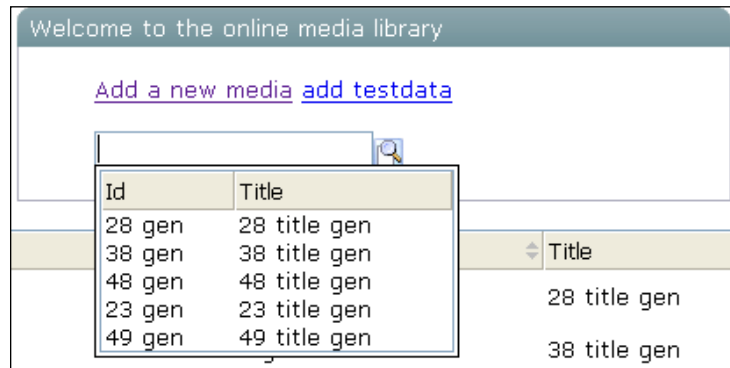 Welcome to the online media library
Add a new media add testdata
Id Title
28 gen 28 title gen
38 gen 38 title gen
48 gen 48 title gen
23 gen 23 title gen
49 gen 49 title gen
Title
28 title gen
38 title gen